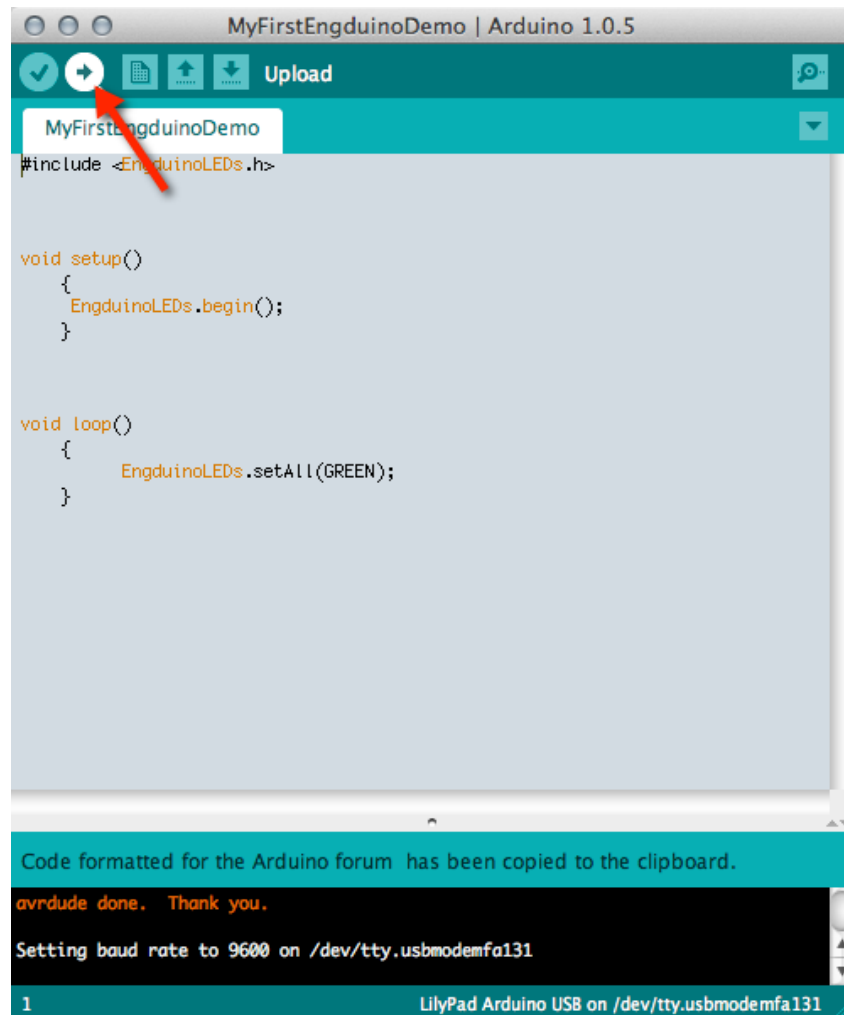 MyFirstEngduinoDemo | Arduino 1.0.5
Upload
MyFirstEngduinoDemo
#include <EngduinoLEDs.h>
void setup()
{
EngduinoLEDs.begin();
}
void loop()
{
EngduinoLEDs.setAll(GREEN);
}
Code formatted for the Arduino forum has been copied to the clipboard.
avrdude done. Thank you.
Setting baud rate to 9600 on /dev/tty.usbmodemfa131
1
LilyPad Arduino USB on /dev/tty.usbmodemfa131